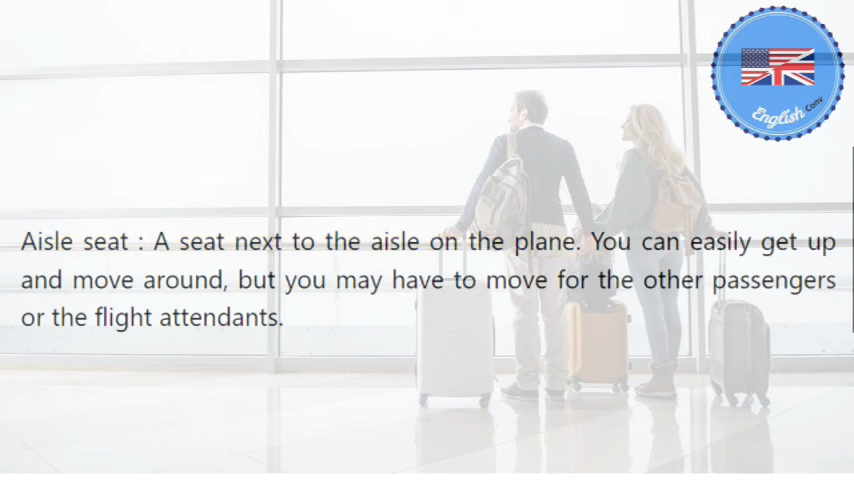 English Conv
Aisle seat : A seat next to the aisle on the plane. You can easily get up
and move around, but you may have to move for the other passengers
or the flight attendants.